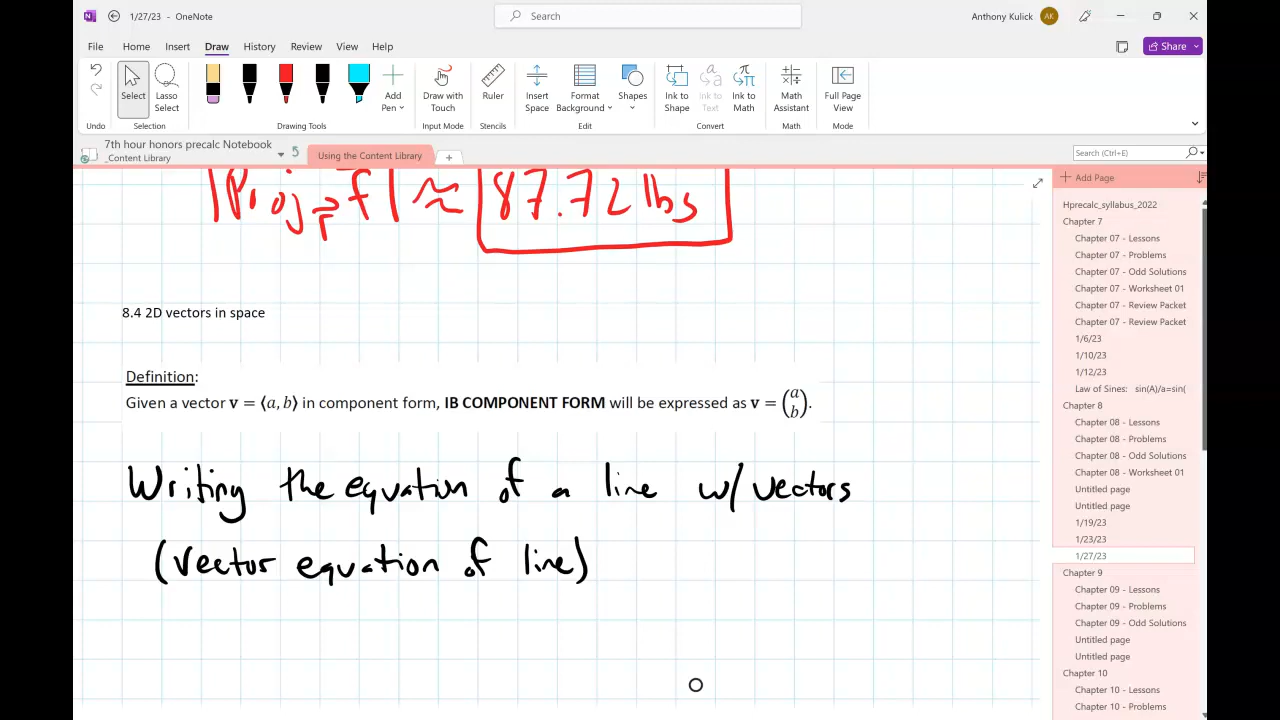 1/27/23 - OneNote
Search
Anthony Kulick
AK
File Home Insert Draw History Review View Help
Share
Undo
Select
Lasso Select
Selection
Add Pen
Drawing Tools
Draw with Touch
Input Mode
Ruler
Stencils
Insert Space
Format Background
Shapes
Edit
Ink to Shape
Ink to Text
Ink to Math
Convert
Math Assistant
Math
Full Page View
Mode
7th hour honors precalc Notebook
_Content Library
Using the Content Library
Search (Ctrl+E)
|Proj r⃗ f| ≈ 87.72 lbs
8.4 2D vectors in space
Definition:
Given a vector v = ⟨a, b⟩ in component form, IB COMPONENT FORM will be expressed as v = (a b).
Writing the equation of a line w/ vectors
(vector equation of line)
Add Page
Hprecalc_syllabus_2022
Chapter 7
Chapter 07 - Lessons
Chapter 07 - Problems
Chapter 07 - Odd Solutions
Chapter 07 - Worksheet 01
Chapter 07 - Review Packet
Chapter 07 - Review Packet
1/6/23
1/10/23
1/12/23
Law of Sines: sin(A)/a=sin(
Chapter 8
Chapter 08 - Lessons
Chapter 08 - Problems
Chapter 08 - Odd Solutions
Chapter 08 - Worksheet 01
Untitled page
Untitled page
1/19/23
1/23/23
1/27/23
Chapter 9
Chapter 09 - Lessons
Chapter 09 - Problems
Chapter 09 - Odd Solutions
Untitled page
Untitled page
Chapter 10
Chapter 10 - Lessons
Chapter 10 - Problems